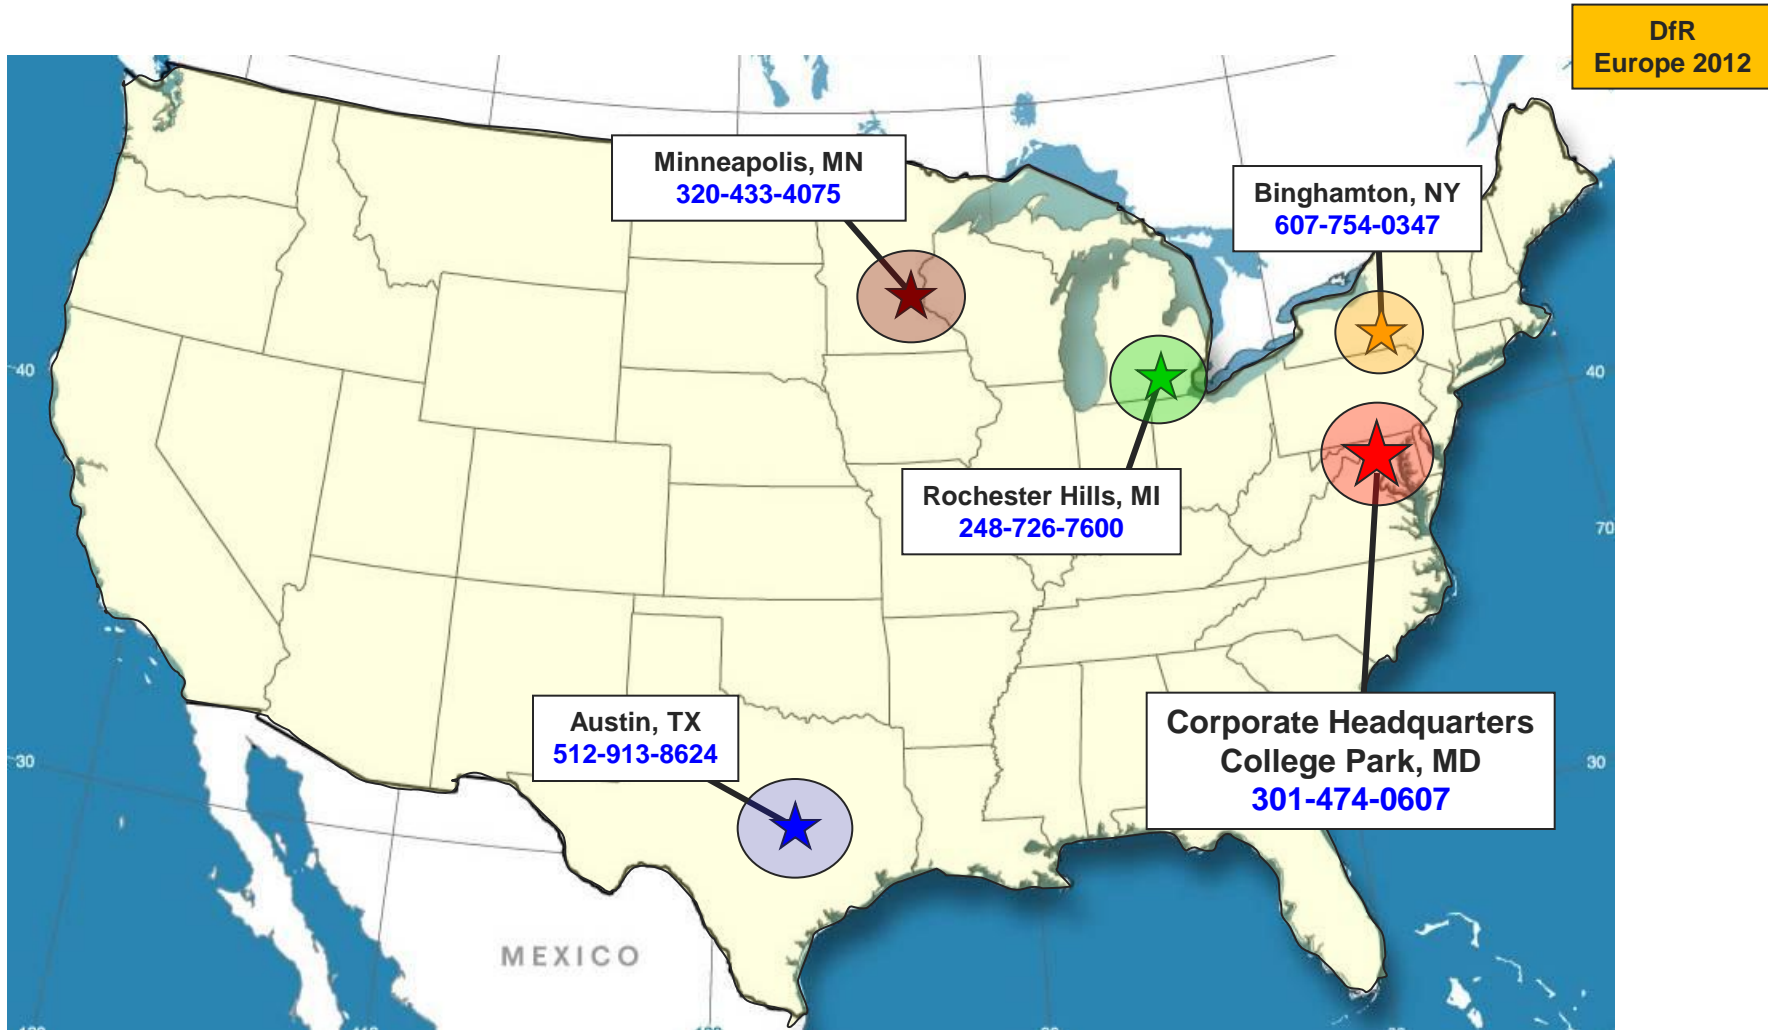 DfR
Europe 2012
Minneapolis, MN
320-433-4075
Binghamton, NY
607-754-0347
40
40
Rochester Hills, MI
248-726-7600
70
Austin, TX
512-913-8624
Corporate Headquarters
College Park, MD
301-474-0607
30
30
MEXICO